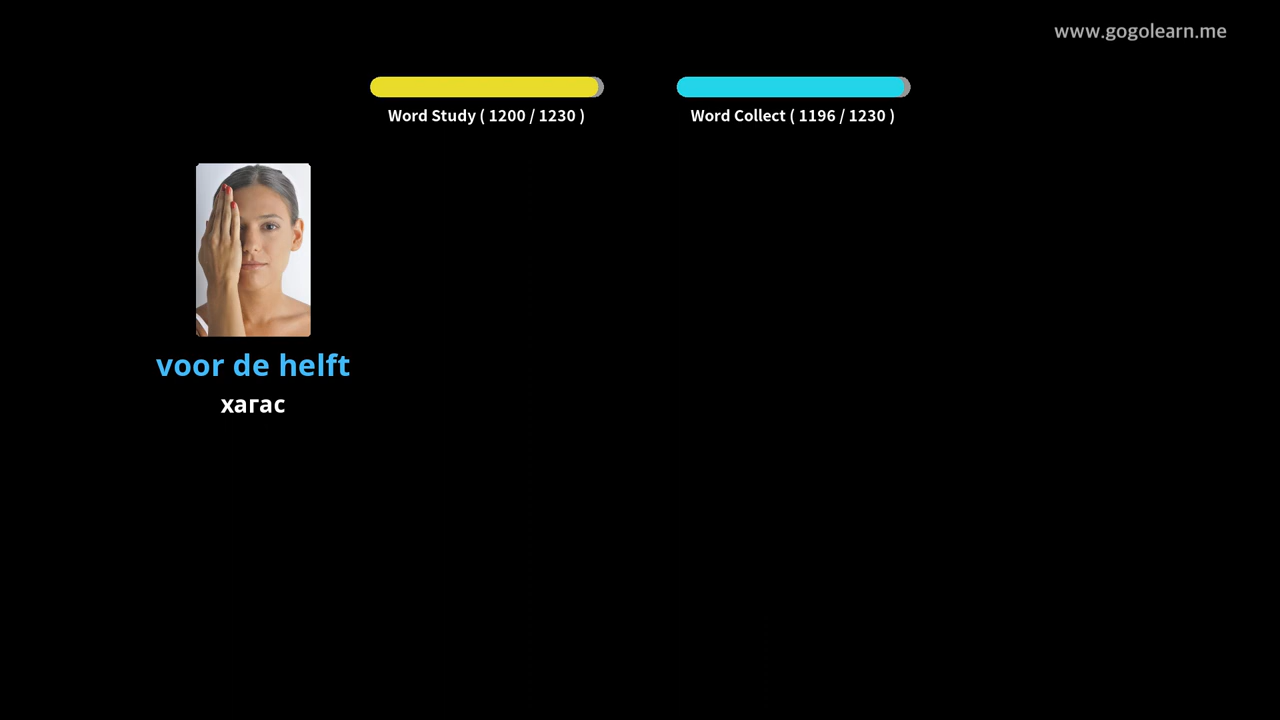 www.gogolearn.me
Word Study ( 1200 / 1230 )
Word Collect ( 1196 / 1230 )
voor de helft
хагас